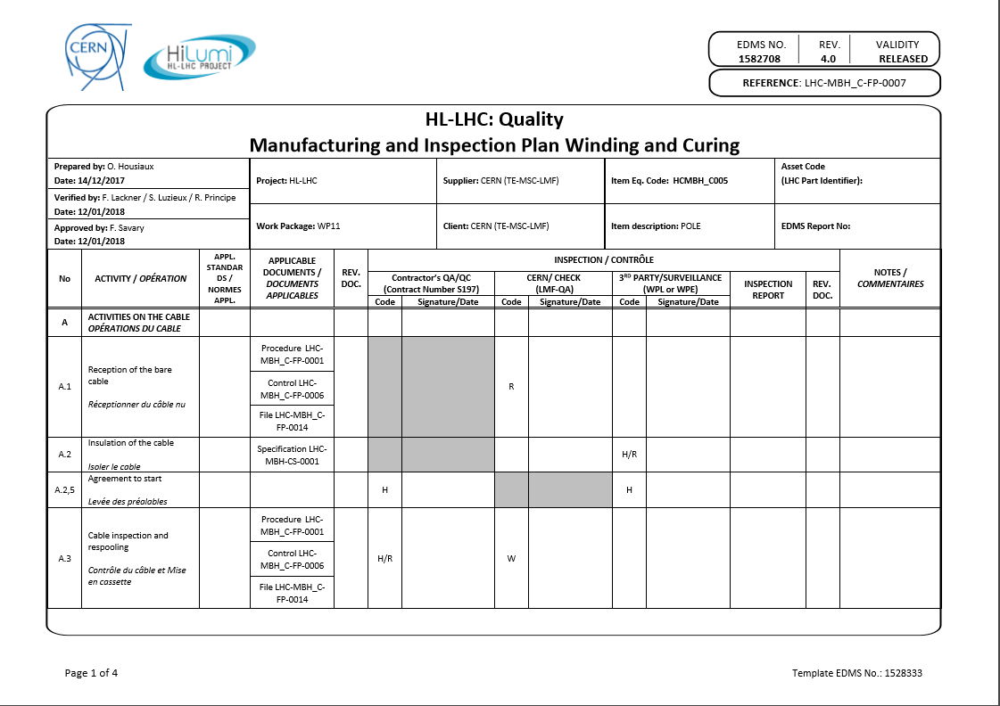 CERN
HiLumi
HL-LHC PROJECT
EDMS NO. REV. VALIDITY
1582708 4.0 RELEASED
REFERENCE: LHC-MBH_C-FP-0007
HL-LHC: Quality
Manufacturing and Inspection Plan Winding and Curing
Prepared by: O. Housiaux
Date: 14/12/2017
Verified by: F. Lackner / S. Luzieux / R. Principe
Date: 12/01/2018
Approved by: F. Savary
Date: 12/01/2018
Project: HL-LHC
Supplier: CERN (TE-MSC-LMF)
Item Eq. Code: HCMBH_C005
Asset Code
(LHC Part Identifier):
Work Package: WP11
Client: CERN (TE-MSC-LMF)
Item description: POLE
EDMS Report No:
No
ACTIVITY / OPÉRATION
APPL.
STANDAR
DS /
NORMES
APPL.
APPLICABLE
DOCUMENTS /
DOCUMENTS
APPLICABLES
REV.
DOC.
INSPECTION / CONTRÔLE
Contractor's QA/QC
(Contract Number S197)
CERN/ CHECK
(LMF-QA)
3RD PARTY/SURVEILLANCE
(WPL or WPE)
INSPECTION
REPORT
REV.
DOC.
NOTES /
COMMENTAIRES
Code Signature/Date Code Signature/Date Code Signature/Date
A
ACTIVITIES ON THE CABLE
OPÉRATIONS DU CABLE
A.1
Reception of the bare
cable
Réceptionner du câble nu
Procedure LHC-
MBH_C-FP-0001
Control LHC-
MBH_C-FP-0006
File LHC-MBH_C-
FP-0014
R
A.2
Insulation of the cable
Isoler le cable
Specification LHC-
MBH-CS-0001
H/R
A.2,5
Agreement to start
Levée des préalables
H
H
A.3
Cable inspection and
respooling
Contrôle du câble et Mise
en cassette
Procedure LHC-
MBH_C-FP-0001
Control LHC-
MBH_C-FP-0006
File LHC-MBH_C-
FP-0014
H/R
W
Page 1 of 4
Template EDMS No.: 1528333